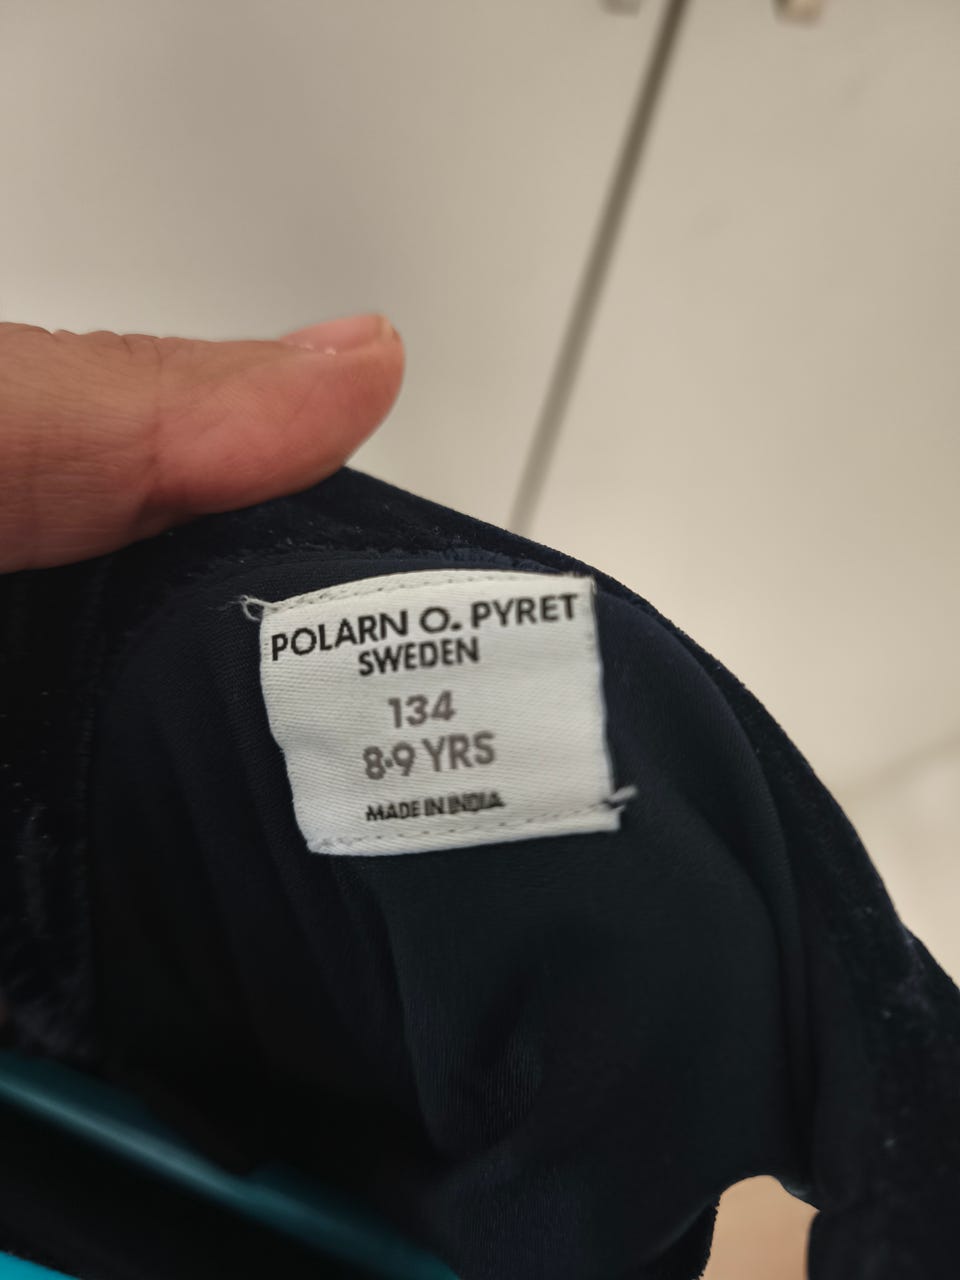 POLARN O. PYRET
SWEDEN
134
8-9 YRS
MADE IN INDIA